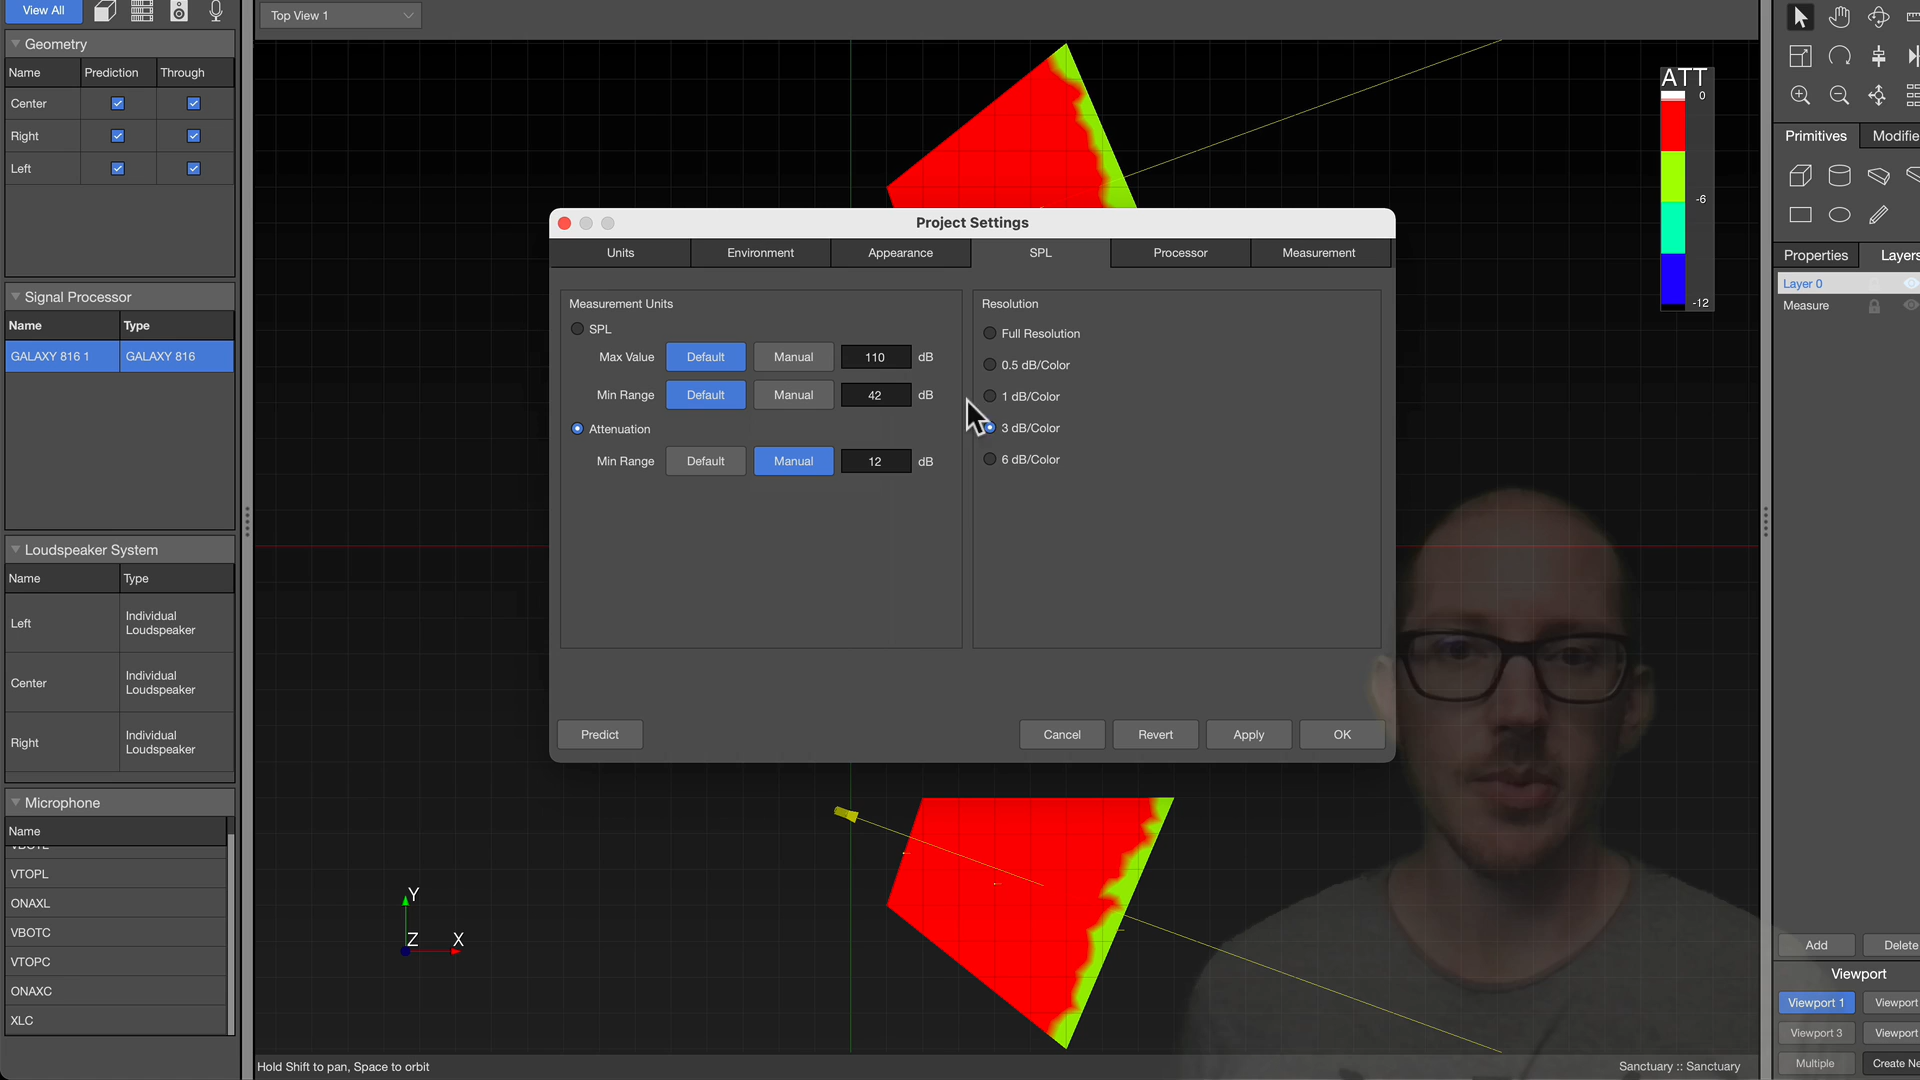 View All
Top View 1
Geometry
Name Prediction Through
Center
Right
Left
Signal Processor
Name Type
GALAXY 816 1 GALAXY 816
Loudspeaker System
Name Type
Left Individual Loudspeaker
Center Individual Loudspeaker
Right Individual Loudspeaker
Microphone
Name
VTOPL
ONAXL
VBOTC
VTOPC
ONAXC
XLC
Project Settings
Units Environment Appearance SPL Processor Measurement
Measurement Units
SPL
Max Value Default Manual 110 dB
Min Range Default Manual 42 dB
Attenuation
Min Range Default Manual 12 dB
Resolution
Full Resolution
0.5 dB/Color
1 dB/Color
3 dB/Color
6 dB/Color
Predict Cancel Revert Apply OK
ATT
0
-6
-12
Y
Z X
Hold Shift to pan, Space to orbit
Sanctuary :: Sanctuary
Primitives Modifie
Properties Layers
Layer 0
Measure
Add Delete
Viewport
Viewport 1 Viewport
Viewport 3 Viewport
Multiple Create Ne